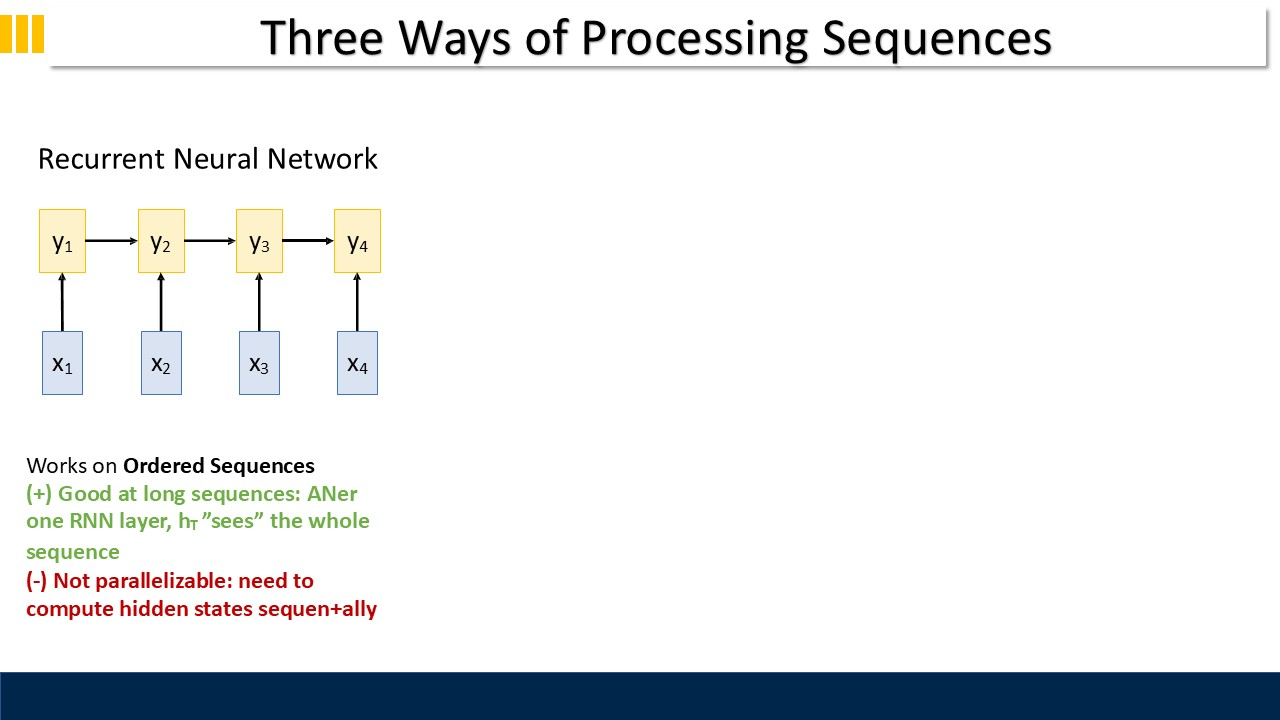 Three Ways of Processing Sequences
Recurrent Neural Network
y1 y2 y3 y4
x1 x2 x3 x4
Works on Ordered Sequences
(+) Good at long sequences: ANer
one RNN layer, hT ”sees” the whole
sequence
(-) Not parallelizable: need to
compute hidden states sequen+ally